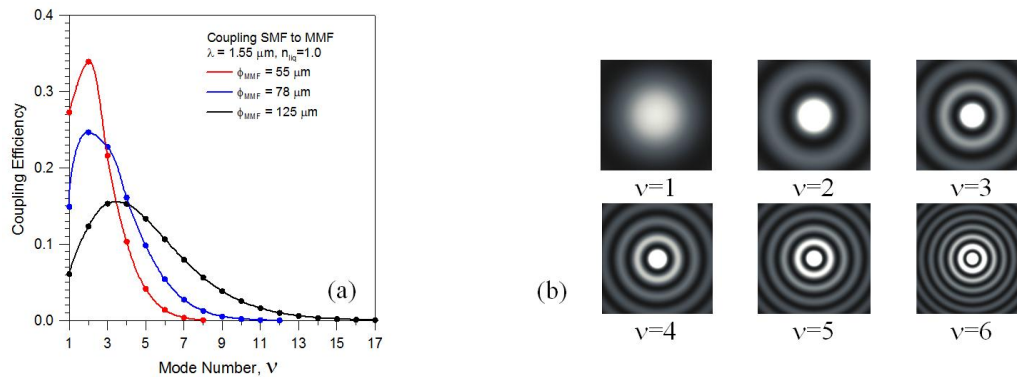 0.4
0.3
0.2
0.1
0.0
Coupling Efficiency
1 3 5 7 9 11 13 15 17
Mode Number, ν
Coupling SMF to MMF
λ = 1.55 μm, n_liq=1.0
ϕ_MMF = 55 μm
ϕ_MMF = 78 μm
ϕ_MMF = 125 μm
(a)
(b)
ν=1 ν=2 ν=3
ν=4 ν=5 ν=6